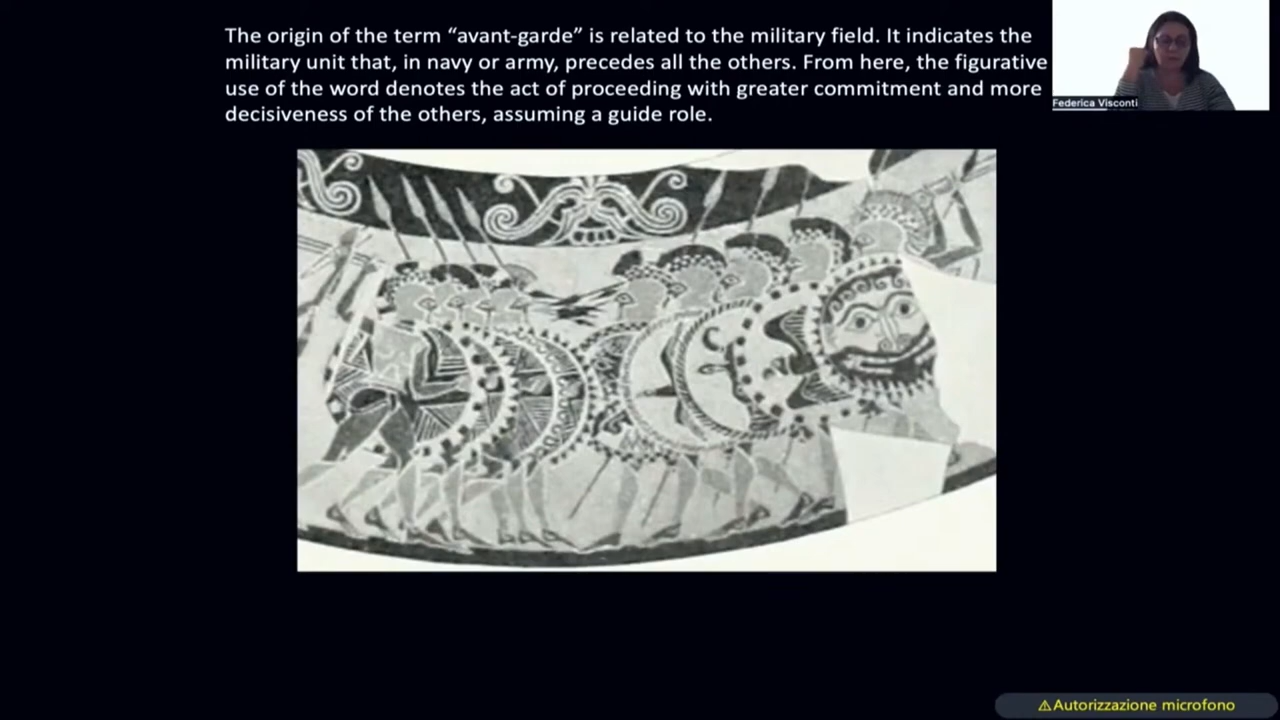 The origin of the term “avant-garde” is related to the military field. It indicates the
military unit that, in navy or army, precedes all the others. From here, the figurative
use of the word denotes the act of proceeding with greater commitment and more
decisiveness of the others, assuming a guide role.
Federica Visconti
⚠Autorizzazione microfono